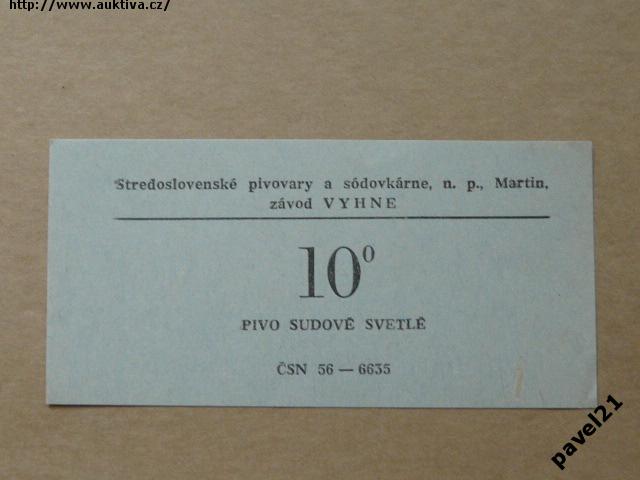 http://www.auktiva.cz/
Stredoslovenské pivovary a sódovkárne, n. p., Martin,
závod VYHNE
10°
PIVO SUDOVÉ SVETLÉ
ČSN 56 — 6635
pavel21